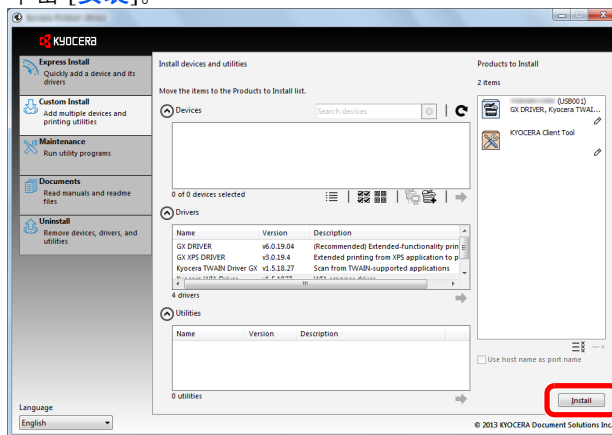 单击 [安装]。
KYOCERA
Express Install
Quickly add a device and its
drivers
Custom Install
Add multiple devices and
printing utilities
Maintenance
Run utility programs
Documents
Read manuals and readme
files
Uninstall
Remove devices, drivers, and
utilities
Language
English
Install devices and utilities
Move the items to the Products to Install list.
Devices
Search devices
0 of 0 devices selected
Drivers
Name Version Description
GX DRIVER v6.0.19.04 (Recommended) Extended-functionality prin
GX XPS DRIVER v3.0.19.4 Extended printing from XPS application to p
Kyocera TWAIN Driver GX v1.5.18.27 Scan from TWAIN-supported applications
4 drivers
Utilities
Name Version Description
0 utilities
Products to Install
2 items
(USB001)
GX DRIVER, Kyocera TWAI...
KYOCERA Client Tool
Use host name as port name
Install
© 2013 KYOCERA Document Solutions Inc.